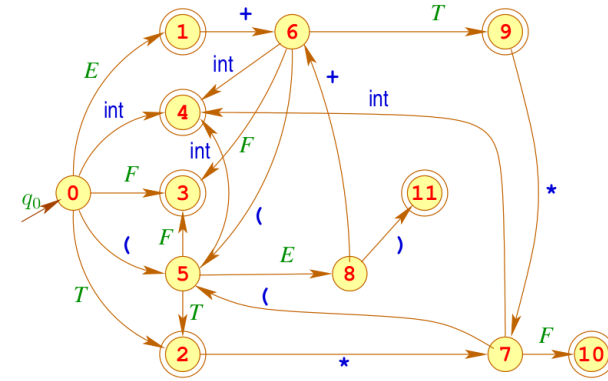 1 + 6 T 9
E int +
int 4 int
int F
q0 0 F 3 11 *
( F ( E 8 )
5
T T (
2 * 7 F 10